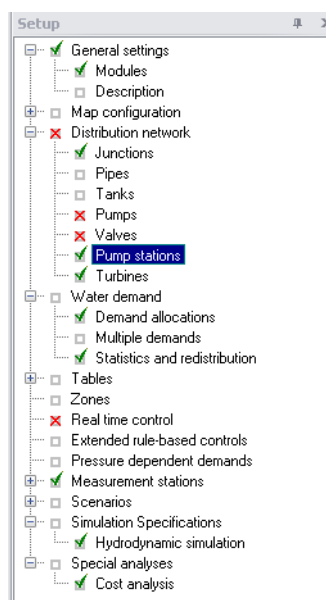 Setup
General settings
Modules
Description
Map configuration
Distribution network
Junctions
Pipes
Tanks
Pumps
Valves
Pump stations
Turbines
Water demand
Demand allocations
Multiple demands
Statistics and redistribution
Tables
Zones
Real time control
Extended rule-based controls
Pressure dependent demands
Measurement stations
Scenarios
Simulation Specifications
Hydrodynamic simulation
Special analyses
Cost analysis